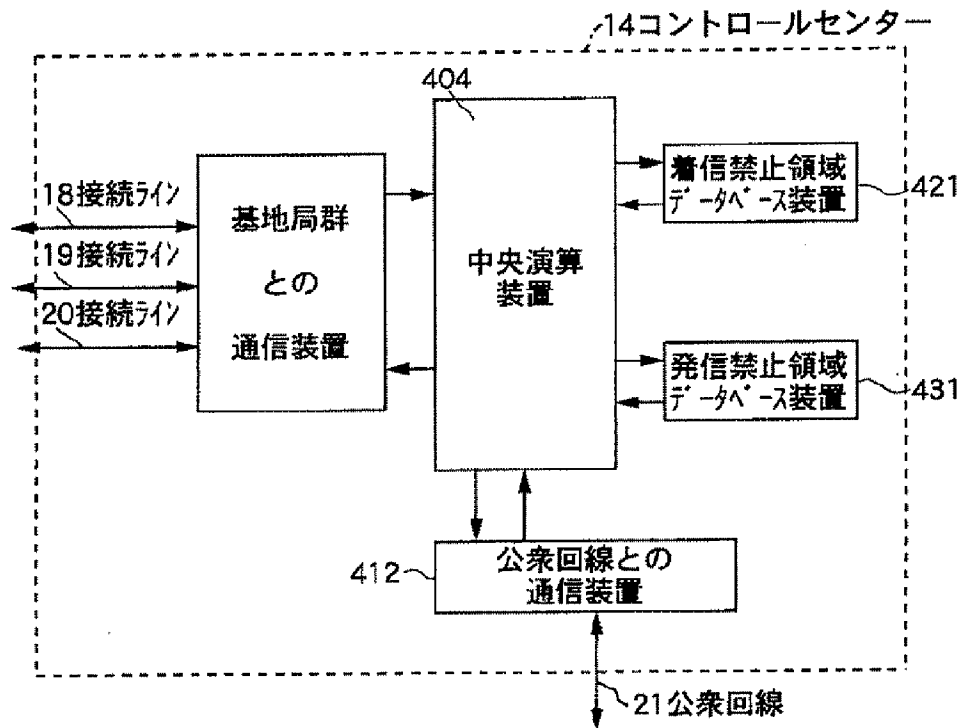 14コントロールセンター
404
18接続ライン
19接続ライン
20接続ライン
基地局群
との
通信装置
中央演算
装置
着信禁止領域
データベース装置
421
発信禁止領域
データベース装置
431
412
公衆回線との
通信装置
21公衆回線